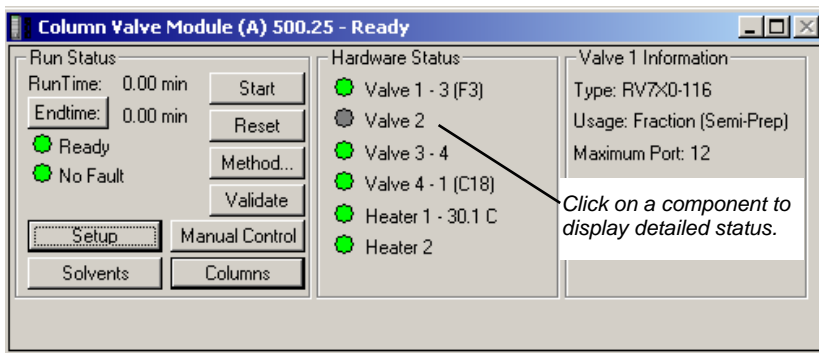 Column Valve Module (A) 500.25 - Ready
Run Status
RunTime: 0.00 min
Start
Endtime: 0.00 min
Reset
Ready
No Fault
Method...
Validate
Setup
Manual Control
Solvents
Columns
Hardware Status
Valve 1 - 3 (F3)
Valve 2
Valve 3 - 4
Valve 4 - 1 (C18)
Heater 1 - 30.1 C
Heater 2
Valve 1 Information
Type: RV7X0-116
Usage: Fraction (Semi-Prep)
Maximum Port: 12
Click on a component to
display detailed status.